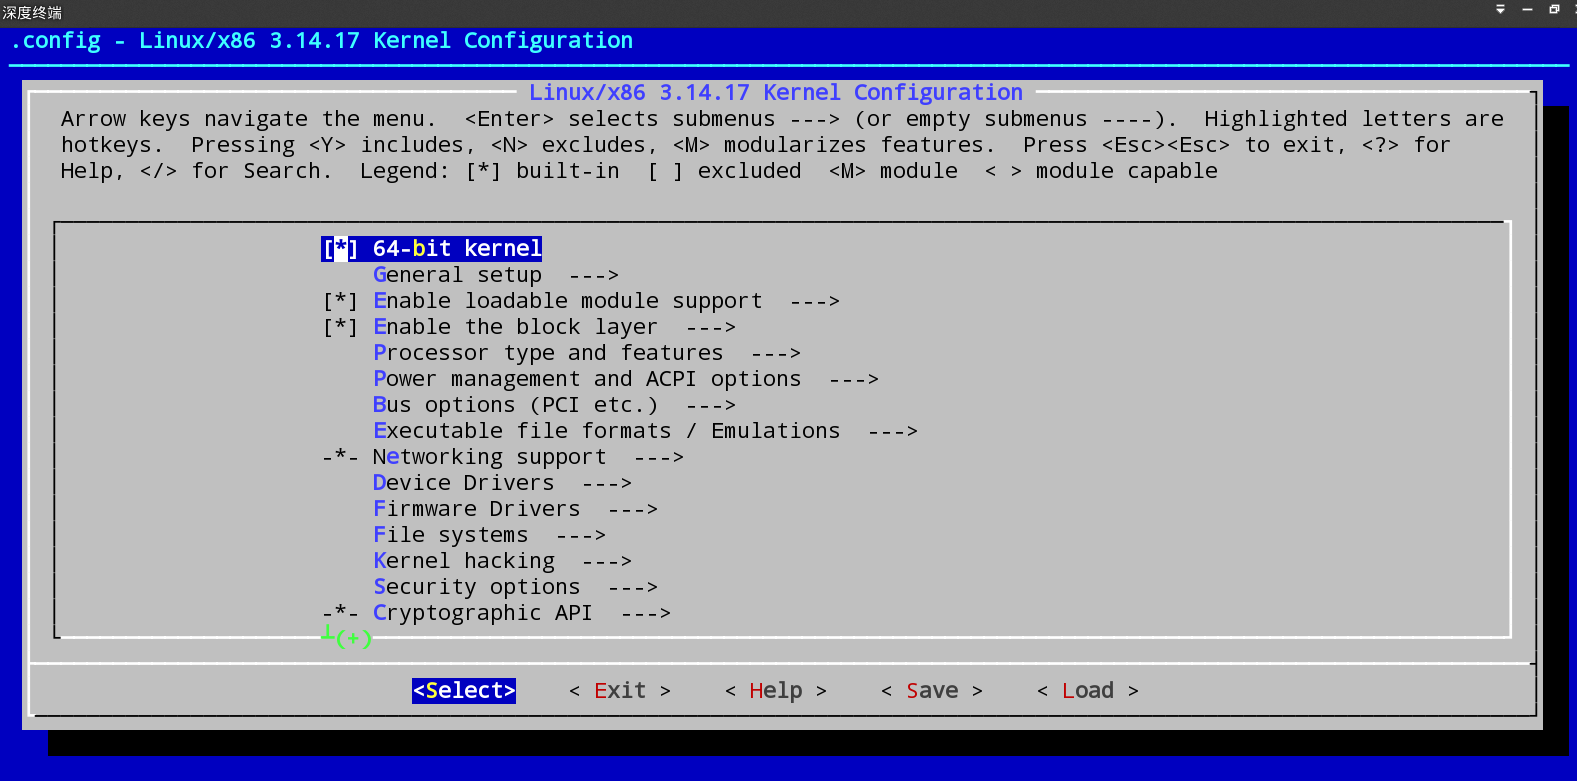 深度终端
.config - Linux/x86 3.14.17 Kernel Configuration
Linux/x86 3.14.17 Kernel Configuration
Arrow keys navigate the menu.  <Enter> selects submenus ---> (or empty submenus ----).  Highlighted letters are
hotkeys.  Pressing <Y> includes, <N> excludes, <M> modularizes features.  Press <Esc><Esc> to exit, <?> for
Help, </> for Search.  Legend: [*] built-in  [ ] excluded  <M> module  < > module capable
[*] 64-bit kernel
General setup  --->
[*] Enable loadable module support  --->
[*] Enable the block layer  --->
Processor type and features  --->
Power management and ACPI options  --->
Bus options (PCI etc.)  --->
Executable file formats / Emulations  --->
-*- Networking support  --->
Device Drivers  --->
Firmware Drivers  --->
File systems  --->
Kernel hacking  --->
Security options  --->
-*- Cryptographic API  --->
┴(+)
<Select>    < Exit >    < Help >    < Save >    < Load >